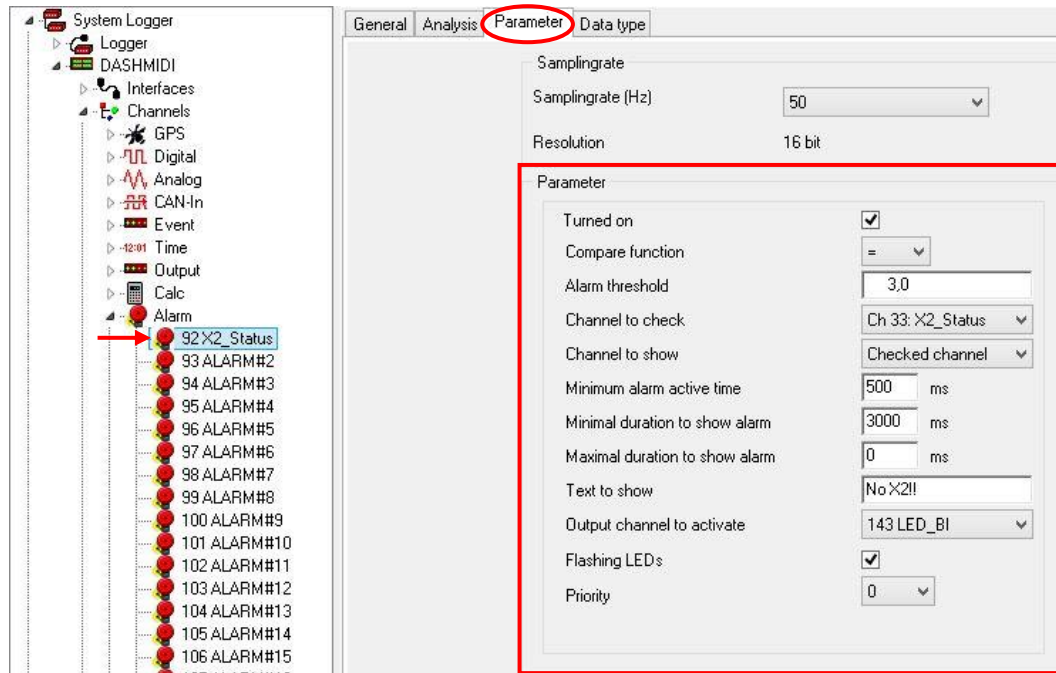 System Logger
Logger
DASHMIDI
Interfaces
Channels
GPS
Digital
Analog
CAN-In
Event
12:01 Time
Output
Calc
Alarm
92 X2_Status
93 ALARM#2
94 ALARM#3
95 ALARM#4
96 ALARM#5
97 ALARM#6
98 ALARM#7
99 ALARM#8
100 ALARM#9
101 ALARM#10
102 ALARM#11
103 ALARM#12
104 ALARM#13
105 ALARM#14
106 ALARM#15
General Analysis Parameter Data type
Samplingrate
Samplingrate (Hz) 50
Resolution 16 bit
Parameter
Turned on
Compare function =
Alarm threshold 3,0
Channel to check Ch 33: X2_Status
Channel to show Checked channel
Minimum alarm active time 500 ms
Minimal duration to show alarm 3000 ms
Maximal duration to show alarm 0 ms
Text to show No X2!!
Output channel to activate 143 LED_BI
Flashing LEDs
Priority 0